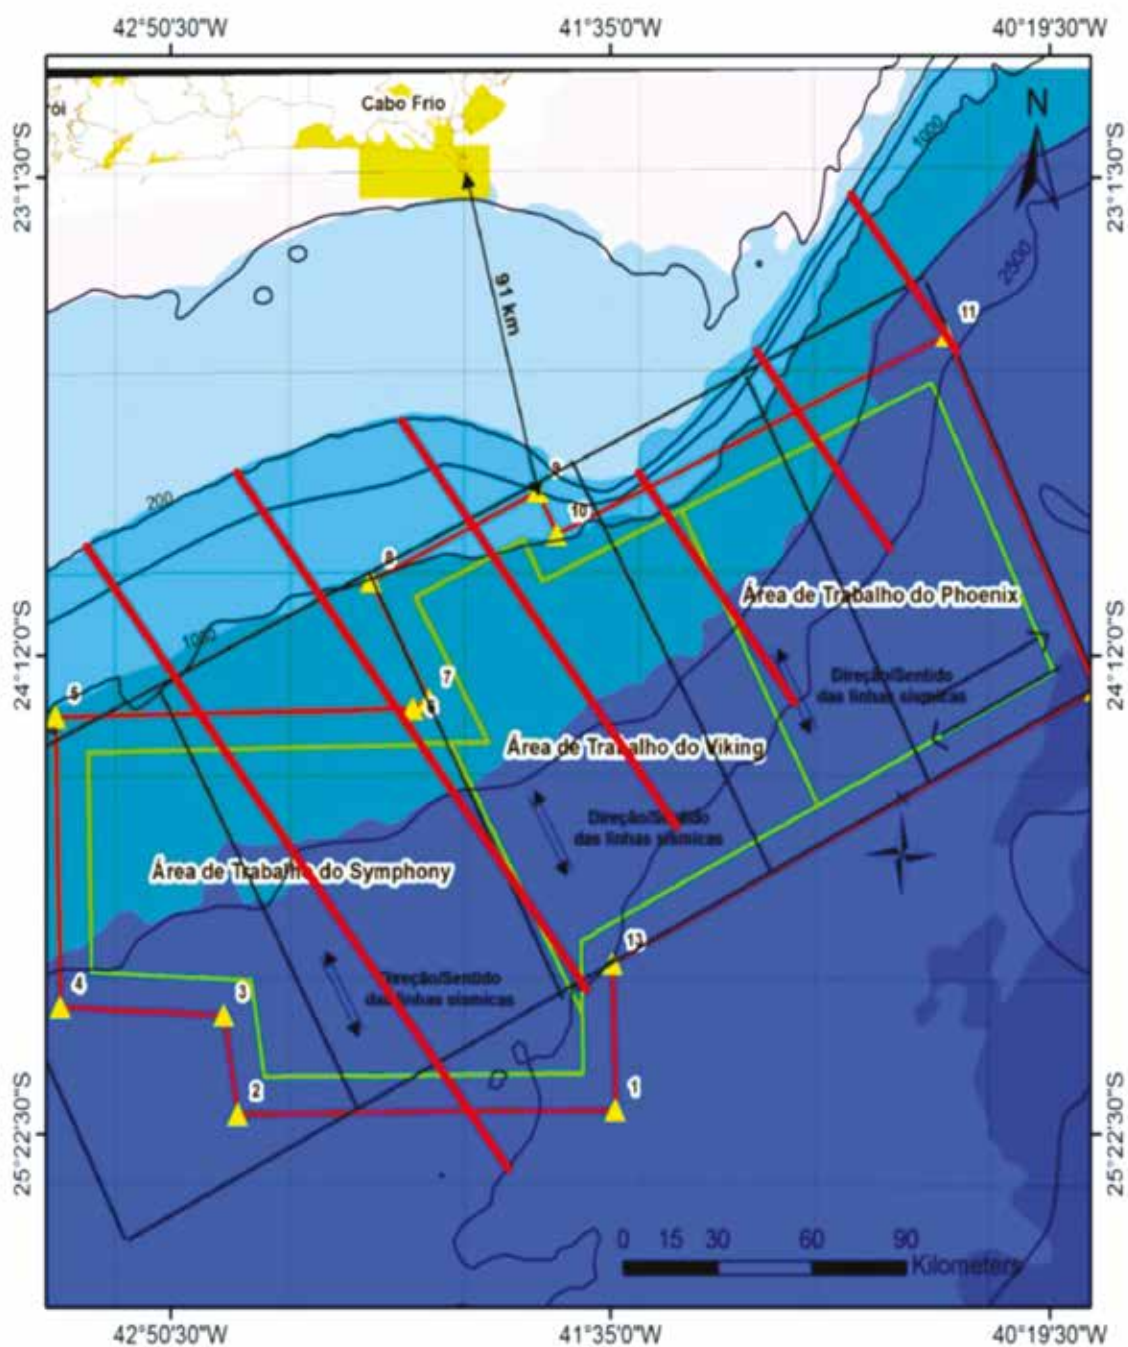 42°50'30"W 41°35'0"W 40°19'30"W
ói
Cabo Frio
N
23°1'30"S
23°1'30"S
1000
2500
91 km
11
9
200
10
8
Área de Trabalho do Phoenix
1000
24°12'0"S
24°12'0"S
Direção/Sentido
das linhas sísmicas
5
7
6
Área de Trabalho do Viking
Direção/Sentido
das linhas sísmicas
Área de Trabalho do Symphony
13
4
3
Direção/Sentido
das linhas sísmicas
2
1
25°22'30"S
25°22'30"S
0 15 30 60 90
Kilometers
42°50'30"W 41°35'0"W 40°19'30"W